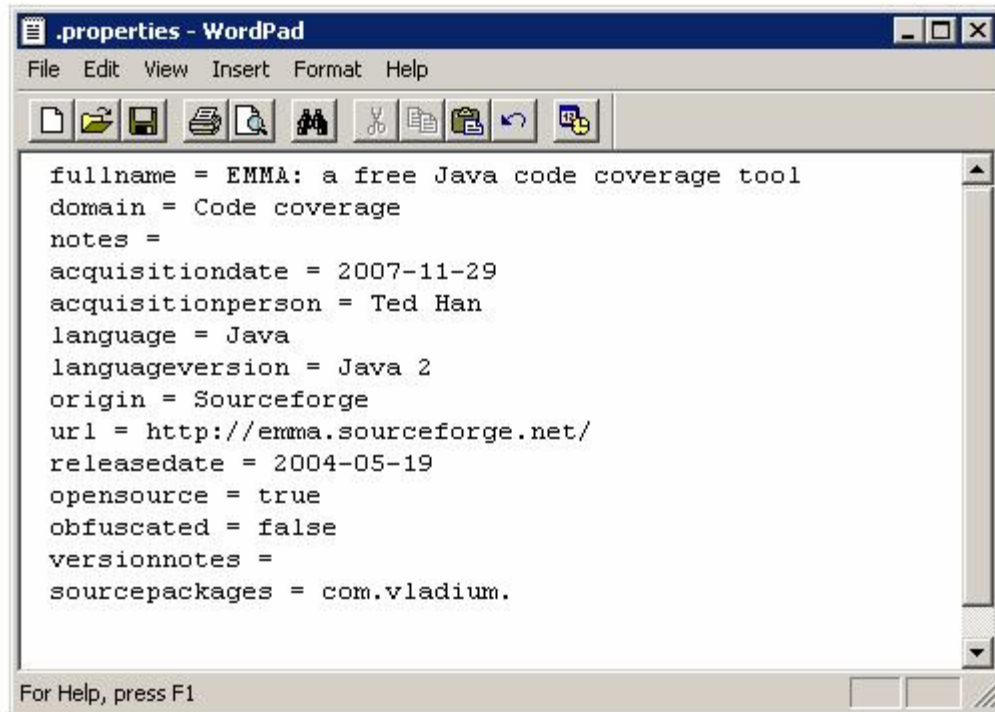 .properties - WordPad
File Edit View Insert Format Help
fullname = EMMA: a free Java code coverage tool
domain = Code coverage
notes =
acquisitiondate = 2007-11-29
acquisitionperson = Ted Han
language = Java
languageversion = Java 2
origin = Sourceforge
url = http://emma.sourceforge.net/
releasedate = 2004-05-19
opensource = true
obfuscated = false
versionnotes =
sourcepackages = com.vladium.
For Help, press F1